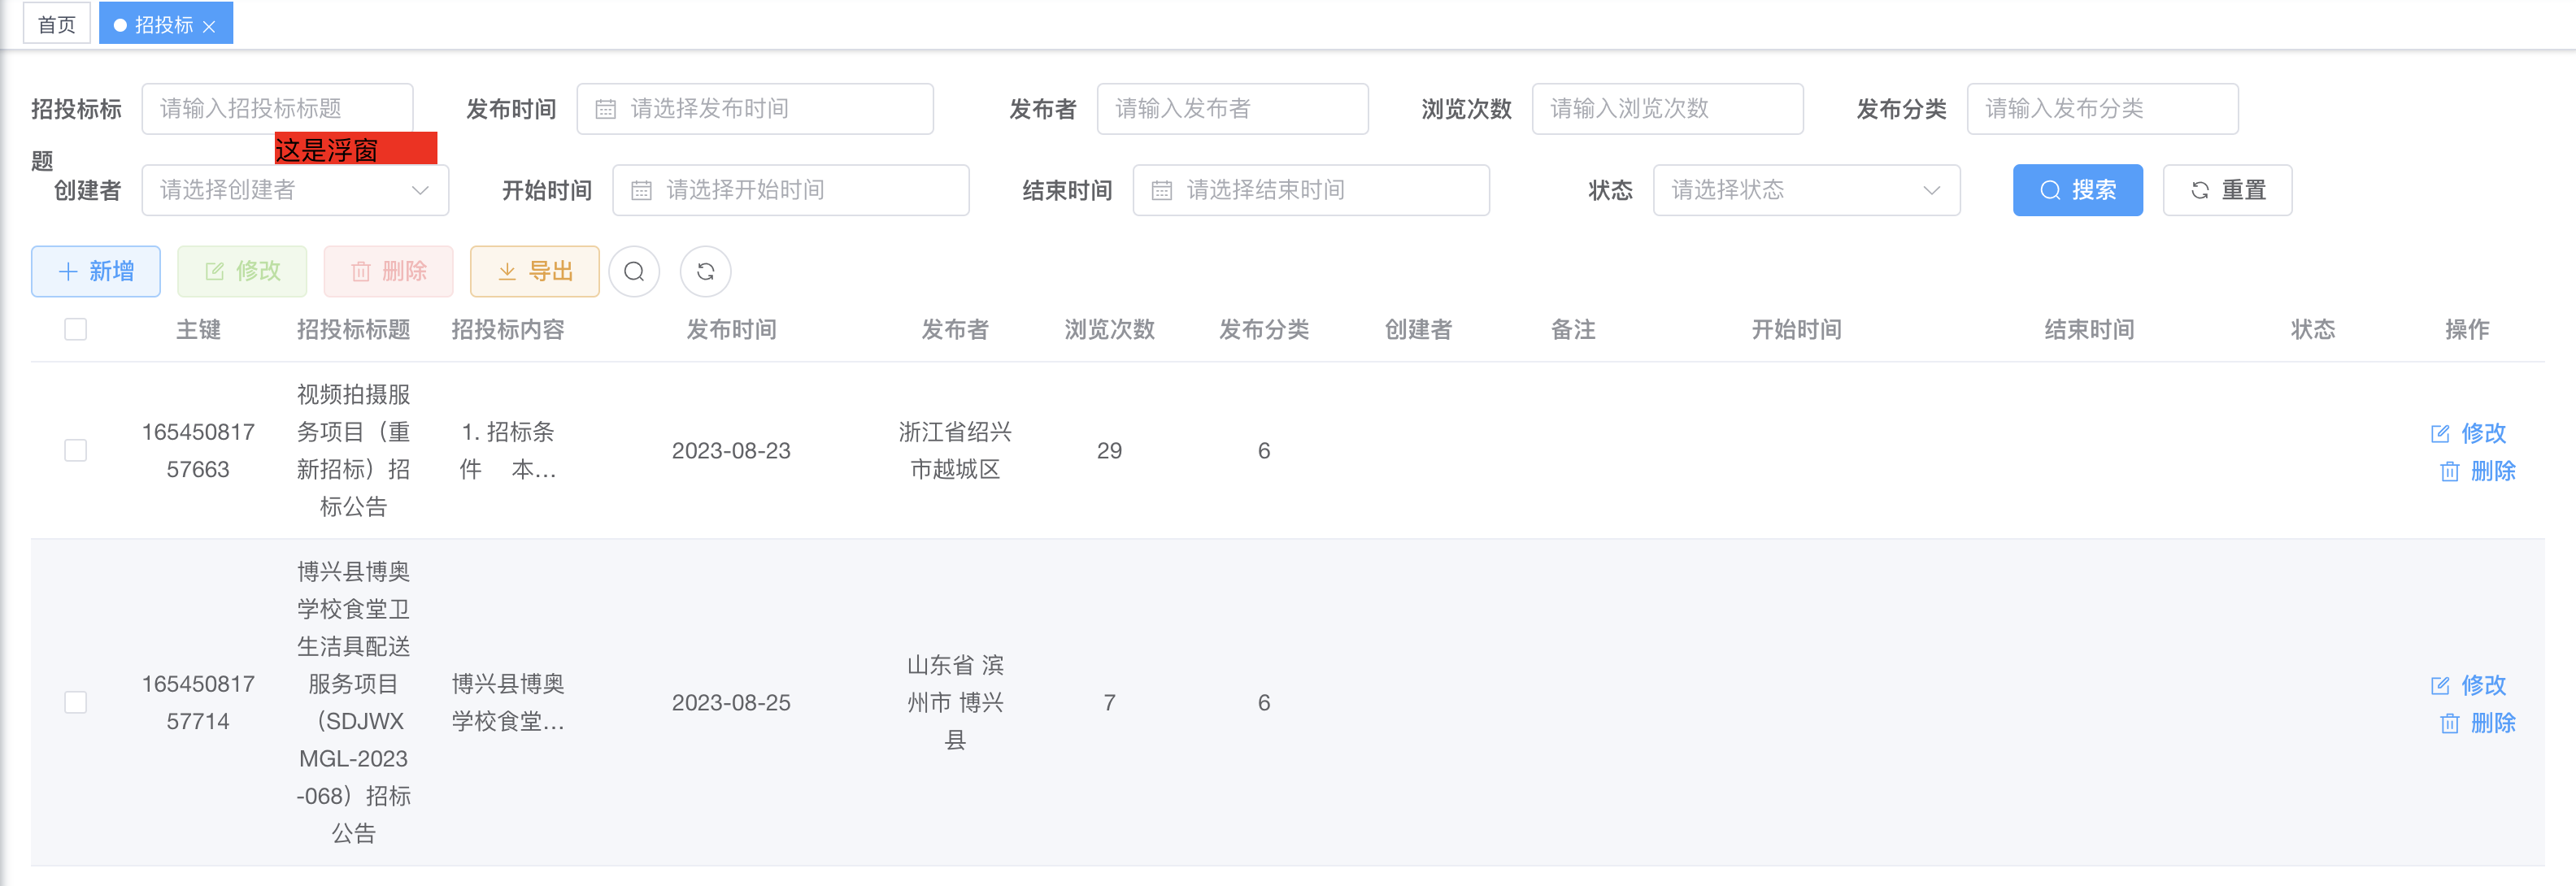 首页
招投标
招投标标题
请输入招投标标题
发布时间
请选择发布时间
发布者
请输入发布者
浏览次数
请输入浏览次数
发布分类
请输入发布分类
这是浮窗
创建者
请选择创建者
开始时间
请选择开始时间
结束时间
请选择结束时间
状态
请选择状态
搜索
重置
新增
修改
删除
导出
主键
招投标标题
招投标内容
发布时间
发布者
浏览次数
发布分类
创建者
备注
开始时间
结束时间
状态
操作
165450817
57663
视频拍摄服
务项目（重
新招标）招
标公告
1. 招标条
件 本...
2023-08-23
浙江省绍兴
市越城区
29
6
修改
删除
165450817
57714
博兴县博奥
学校食堂卫
生洁具配送
服务项目
（SDJWX
MGL-2023
-068）招标
公告
博兴县博奥
学校食堂...
2023-08-25
山东省 滨
州市 博兴
县
7
6
修改
删除